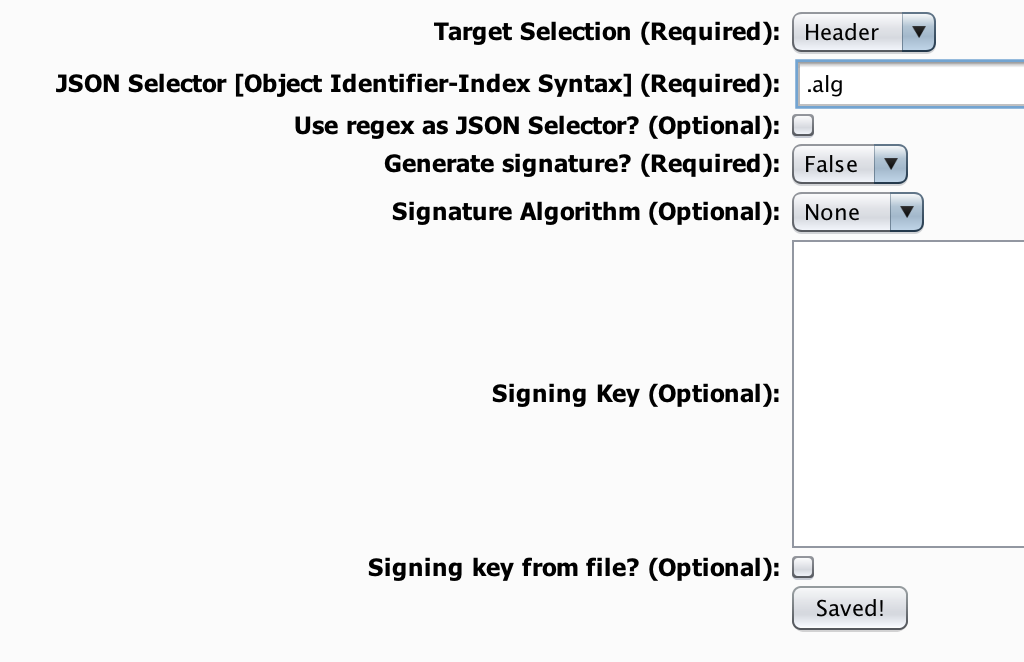 Target Selection (Required): Header
JSON Selector [Object Identifier-Index Syntax] (Required): .alg
Use regex as JSON Selector? (Optional):
Generate signature? (Required): False
Signature Algorithm (Optional): None
Signing Key (Optional):
Signing key from file? (Optional):
Saved!